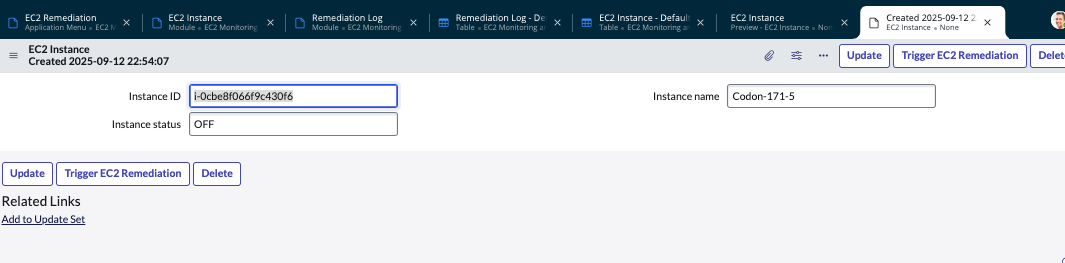 EC2 Remediation
Application Menu • EC2 M
EC2 Instance
Module • EC2 Monitoring
Remediation Log
Module • EC2 Monitoring
Remediation Log - De
Table • EC2 Monitoring a
EC2 Instance - Defaul
Table • EC2 Monitoring a
EC2 Instance
Preview - EC2 Instance • Non
Created 2025-09-12 2
EC2 Instance • None
EC2 Instance
Created 2025-09-12 22:54:07
Update
Trigger EC2 Remediation
Delet
Instance ID
i-0cbe8f066f9c430f6
Instance name
Codon-171-5
Instance status
OFF
Update
Trigger EC2 Remediation
Delete
Related Links
Add to Update Set